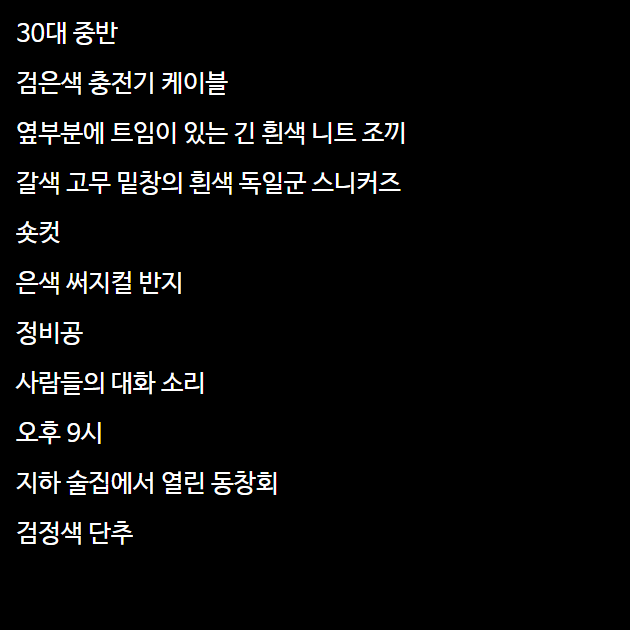 30대 중반
검은색 충전기 케이블
옆부분에 트임이 있는 긴 흰색 니트 조끼
갈색 고무 밑창의 흰색 독일군 스니커즈
숏컷
은색 써지컬 반지
정비공
사람들의 대화 소리
오후 9시
지하 술집에서 열린 동창회
검정색 단추